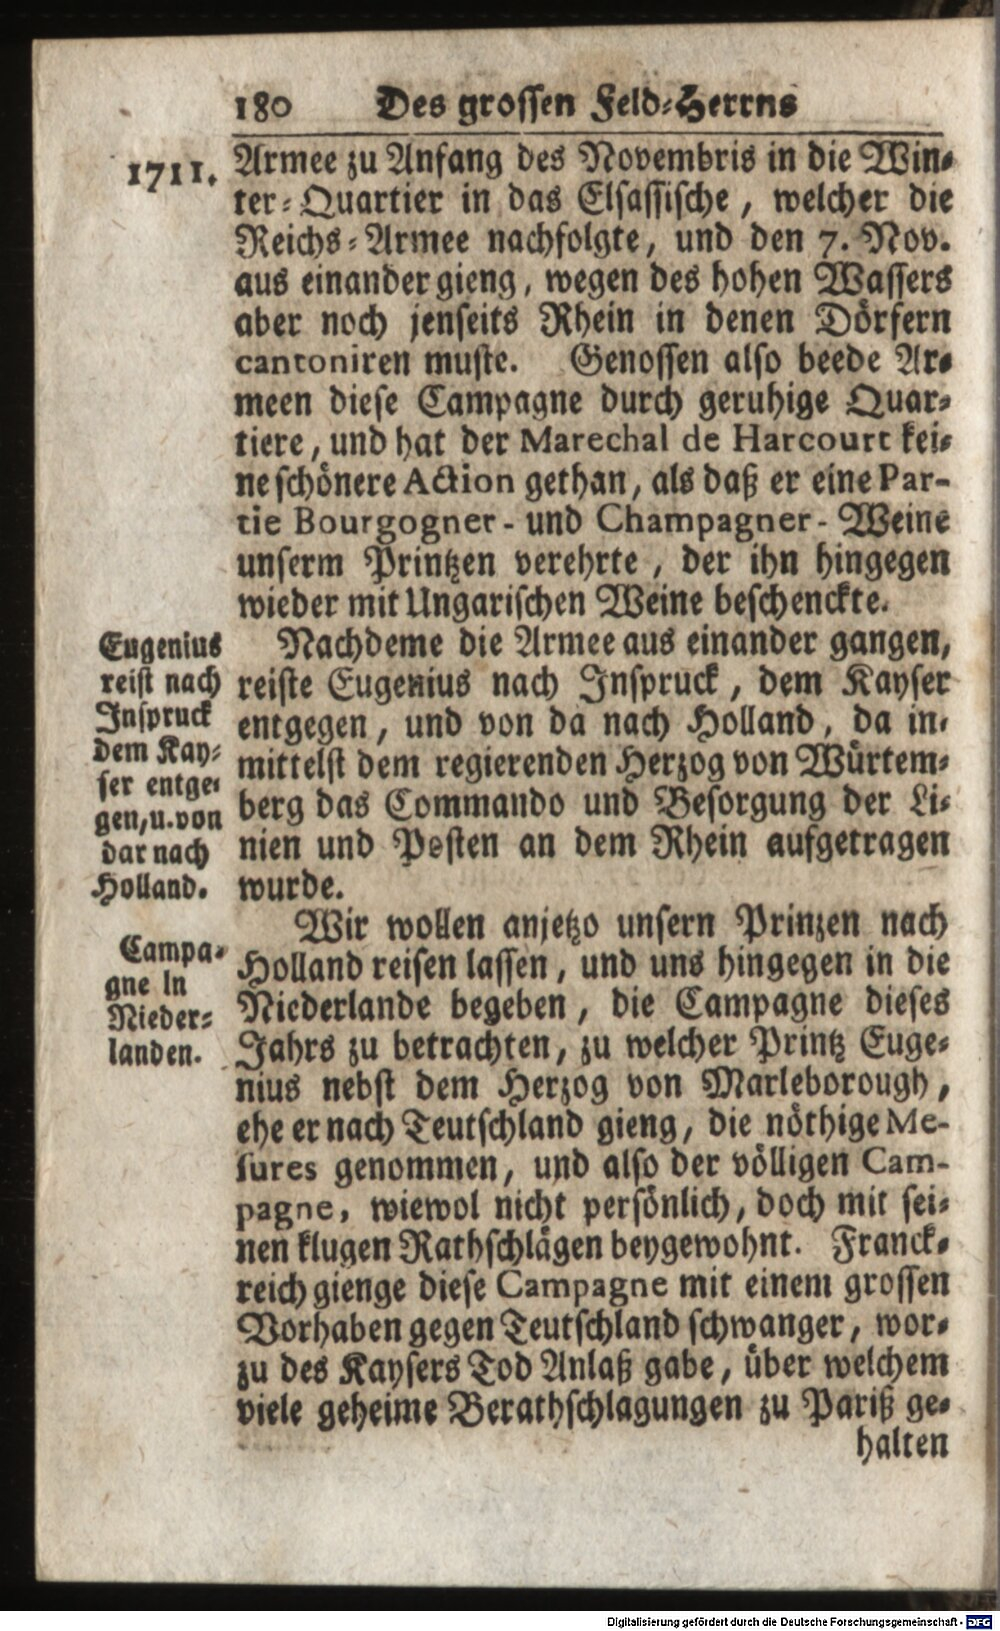 180 Des grossen Feld-Herrns
1711.
Armee zu Anfang des Novembris in die Win-
ter-Quartier in das Elsassische, welcher die
Reichs-Armee nachfolgte, und den 7. Nov.
aus einander gieng, wegen des hohen Wassers
aber noch jenseits Rhein in denen Dörfern
cantoniren muste. Genossen also beede Ar-
meen diese Campagne durch geruhige Quar-
tiere, und hat der Marechal de Harcourt kei-
ne schönere Action gethan, als daß er eine Par-
tie Bourgogner- und Champagner- Weine
unserm Printzen verehrte, der ihn hingegen
wieder mit Ungarischen Weine beschenckte.
Eugenius
reist nach
Inspruck
dem Kay-
ser entge-
gen, u. von
dar nach
Holland.
Nachdeme die Armee aus einander gangen,
reiste Eugenius nach Inspruck, dem Kayser
entgegen, und von da nach Holland, da in-
mittelst dem regierenden Herzog von Würtem-
berg das Commando und Besorgung der Li-
nien und Posten an dem Rhein aufgetragen
wurde.
Campa-
gne in
Nieder-
landen.
Wir wollen anjetzo unsern Prinzen nach
Holland reisen lassen, und uns hingegen in die
Niederlande begeben, die Campagne dieses
Jahrs zu betrachten, zu welcher Printz Euge-
nius nebst dem Herzog von Marleborough,
ehe er nach Teutschland gieng, die nöthige Me-
sures genommen, und also der völligen Cam-
pagne, wiewol nicht persönlich, doch mit sei-
nen klugen Rathschlägen beygewohnt. Franck-
reich gienge diese Campagne mit einem grossen
Vorhaben gegen Teutschland schwanger, wor-
zu des Kaysers Tod Anlaß gabe, über welchem
viele geheime Berathschlagungen zu Pariß ge-
halten
Digitalisierung gefördert durch die Deutsche Forschungsgemeinschaft - DFG